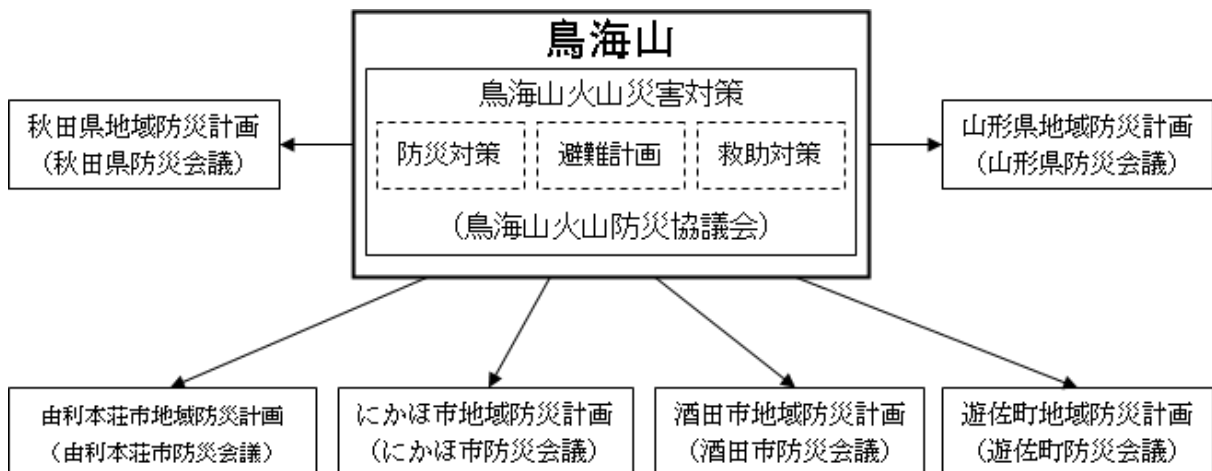 鳥海山
鳥海山火山災害対策
防災対策
避難計画
救助対策
(鳥海山火山防災協議会)
秋田県地域防災計画
(秋田県防災会議)
山形県地域防災計画
(山形県防災会議)
由利本荘市地域防災計画
(由利本荘市防災会議)
にかほ市地域防災計画
(にかほ市防災会議)
酒田市地域防災計画
(酒田市防災会議)
遊佐町地域防災計画
(遊佐町防災会議)